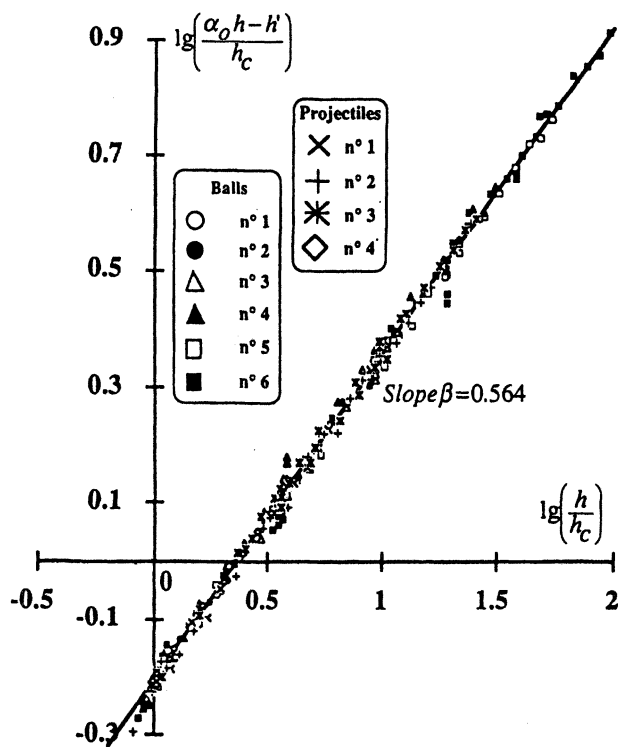 0.9
lg(α₀h-h'/h_c)
0.7
Projectiles
n° 1
n° 2
n° 3
n° 4
Balls
n° 1
n° 2
n° 3
n° 4
n° 5
n° 6
0.5
0.3
Slope β=0.564
0.1
lg(h/h_c)
-0.5
0
0.5
1
1.5
2
-0.1
-0.3